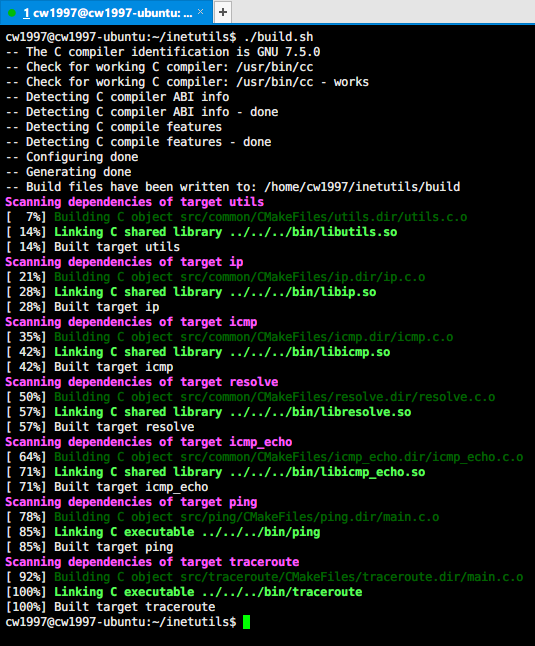 1 cw1997@cw1997-ubuntu: ... × +
cw1997@cw1997-ubuntu:~/inetutils$ ./build.sh
-- The C compiler identification is GNU 7.5.0
-- Check for working C compiler: /usr/bin/cc
-- Check for working C compiler: /usr/bin/cc - works
-- Detecting C compiler ABI info
-- Detecting C compiler ABI info - done
-- Detecting C compile features
-- Detecting C compile features - done
-- Configuring done
-- Generating done
-- Build files have been written to: /home/cw1997/inetutils/build
Scanning dependencies of target utils
[  7%] Building C object src/common/CMakeFiles/utils.dir/utils.c.o
[ 14%] Linking C shared library ../../../bin/libutils.so
[ 14%] Built target utils
Scanning dependencies of target ip
[ 21%] Building C object src/common/CMakeFiles/ip.dir/ip.c.o
[ 28%] Linking C shared library ../../../bin/libip.so
[ 28%] Built target ip
Scanning dependencies of target icmp
[ 35%] Building C object src/common/CMakeFiles/icmp.dir/icmp.c.o
[ 42%] Linking C shared library ../../../bin/libicmp.so
[ 42%] Built target icmp
Scanning dependencies of target resolve
[ 50%] Building C object src/common/CMakeFiles/resolve.dir/resolve.c.o
[ 57%] Linking C shared library ../../../bin/libresolve.so
[ 57%] Built target resolve
Scanning dependencies of target icmp_echo
[ 64%] Building C object src/common/CMakeFiles/icmp_echo.dir/icmp_echo.c.o
[ 71%] Linking C shared library ../../../bin/libicmp_echo.so
[ 71%] Built target icmp_echo
Scanning dependencies of target ping
[ 78%] Building C object src/ping/CMakeFiles/ping.dir/main.c.o
[ 85%] Linking C executable ../../../bin/ping
[ 85%] Built target ping
Scanning dependencies of target traceroute
[ 92%] Building C object src/traceroute/CMakeFiles/traceroute.dir/main.c.o
[100%] Linking C executable ../../../bin/traceroute
[100%] Built target traceroute
cw1997@cw1997-ubuntu:~/inetutils$